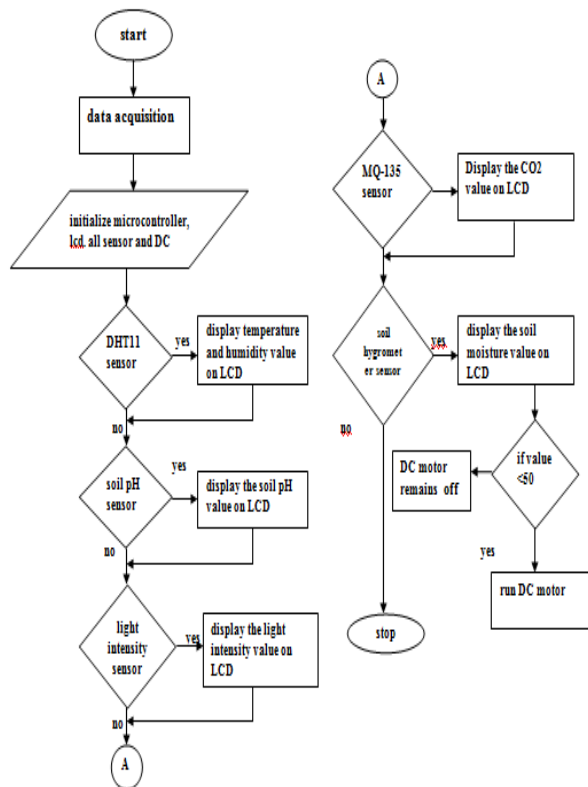 start
data acquisition
initialize microcontroller,
lcd. all sensor and DC
DHT11
sensor
yes
display temperature
and humidity value
on LCD
no
soil pH
sensor
yes
display the soil pH
value on LCD
no
light
intensity
sensor
yes
display the light
intensity value on
LCD
no
A
A
MQ-135
sensor
Display the CO2
value on LCD
soil
hygromet
er sensor
yes
display the soil
moisture value on
LCD
no
if value
<50
DC motor
remains off
yes
run DC motor
stop